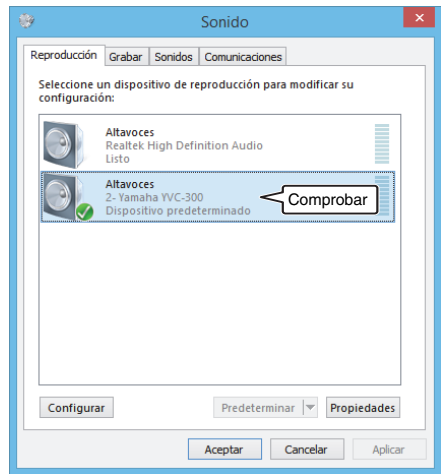 Sonido
Reproducción Grabar Sonidos Comunicaciones
Seleccione un dispositivo de reproducción para modificar su
configuración:
Altavoces
Realtek High Definition Audio
Listo
Altavoces
2- Yamaha YVC-300
Dispositivo predeterminado
Comprobar
Configurar Predeterminar Propiedades
Aceptar Cancelar Aplicar